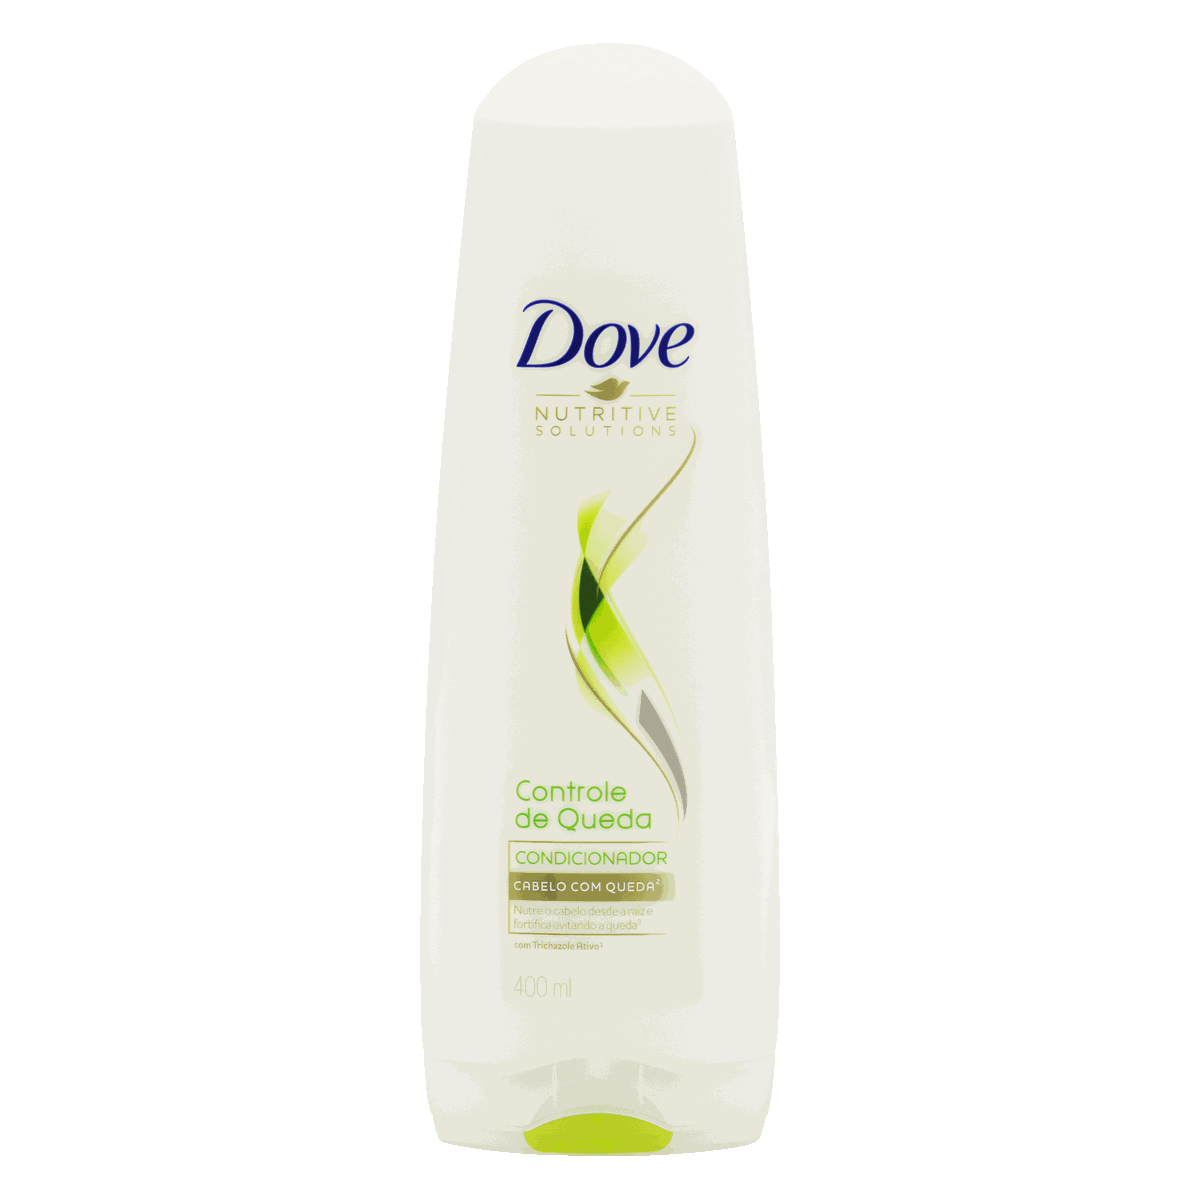 Dove
NUTRITIVE
SOLUTIONS
Controle
de Queda
CONDICIONADOR
CABELO COM QUEDA²
Nutre o cabelo desde a raiz e
fortifica evitando a queda²
com Trichazole Ativo³
400 ml